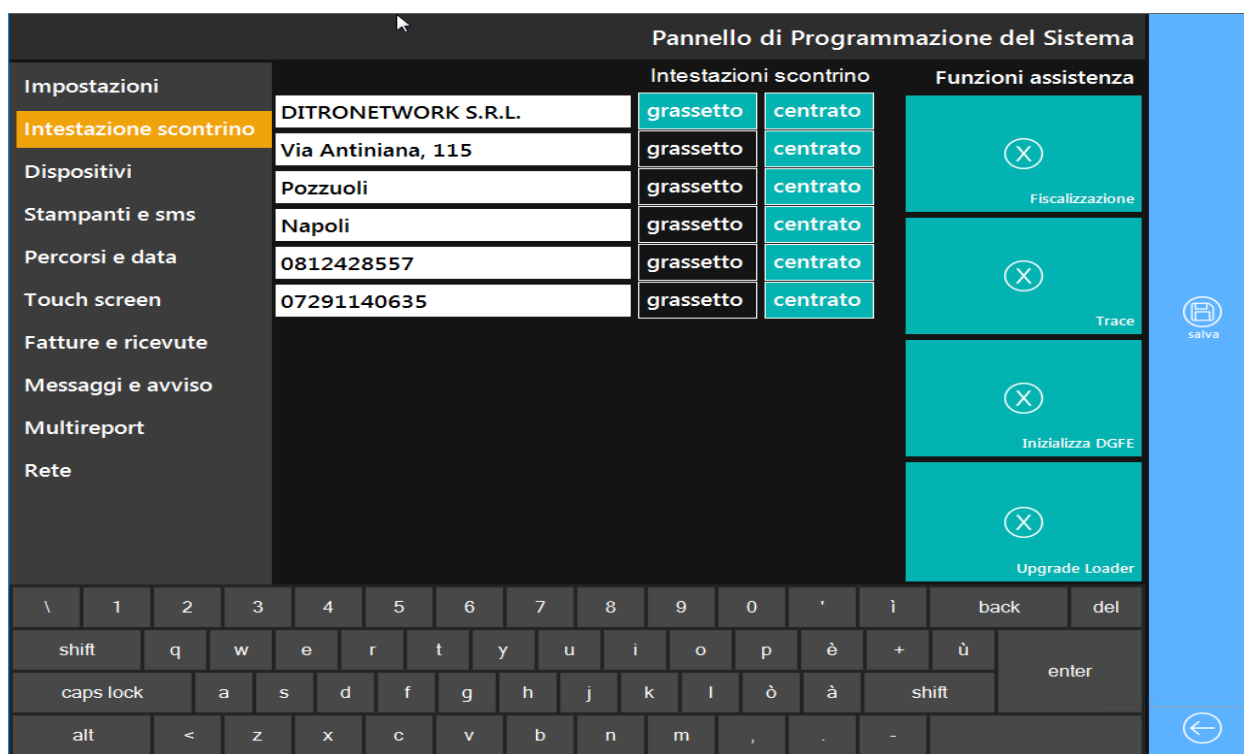 Pannello di Programmazione del Sistema
Impostazioni
Intestazione scontrino
Dispositivi
Stampanti e sms
Percorsi e data
Touch screen
Fatture e ricevute
Messaggi e avviso
Multireport
Rete
Intestazioni scontrino
DITRONETWORK S.R.L. grassetto centrato
Via Antiniana, 115 grassetto centrato
Pozzuoli grassetto centrato
Napoli grassetto centrato
0812428557 grassetto centrato
07291140635 grassetto centrato
Funzioni assistenza
X
Fiscalizzazione
X
Trace
X
Inizializza DGFE
X
Upgrade Loader
salva
\ 1 2 3 4 5 6 7 8 9 0 ' ì back del
shift q w e r t y u i o p è + ù
enter
caps lock a s d f g h j k l ò à shift
alt < z x c v b n m , . -